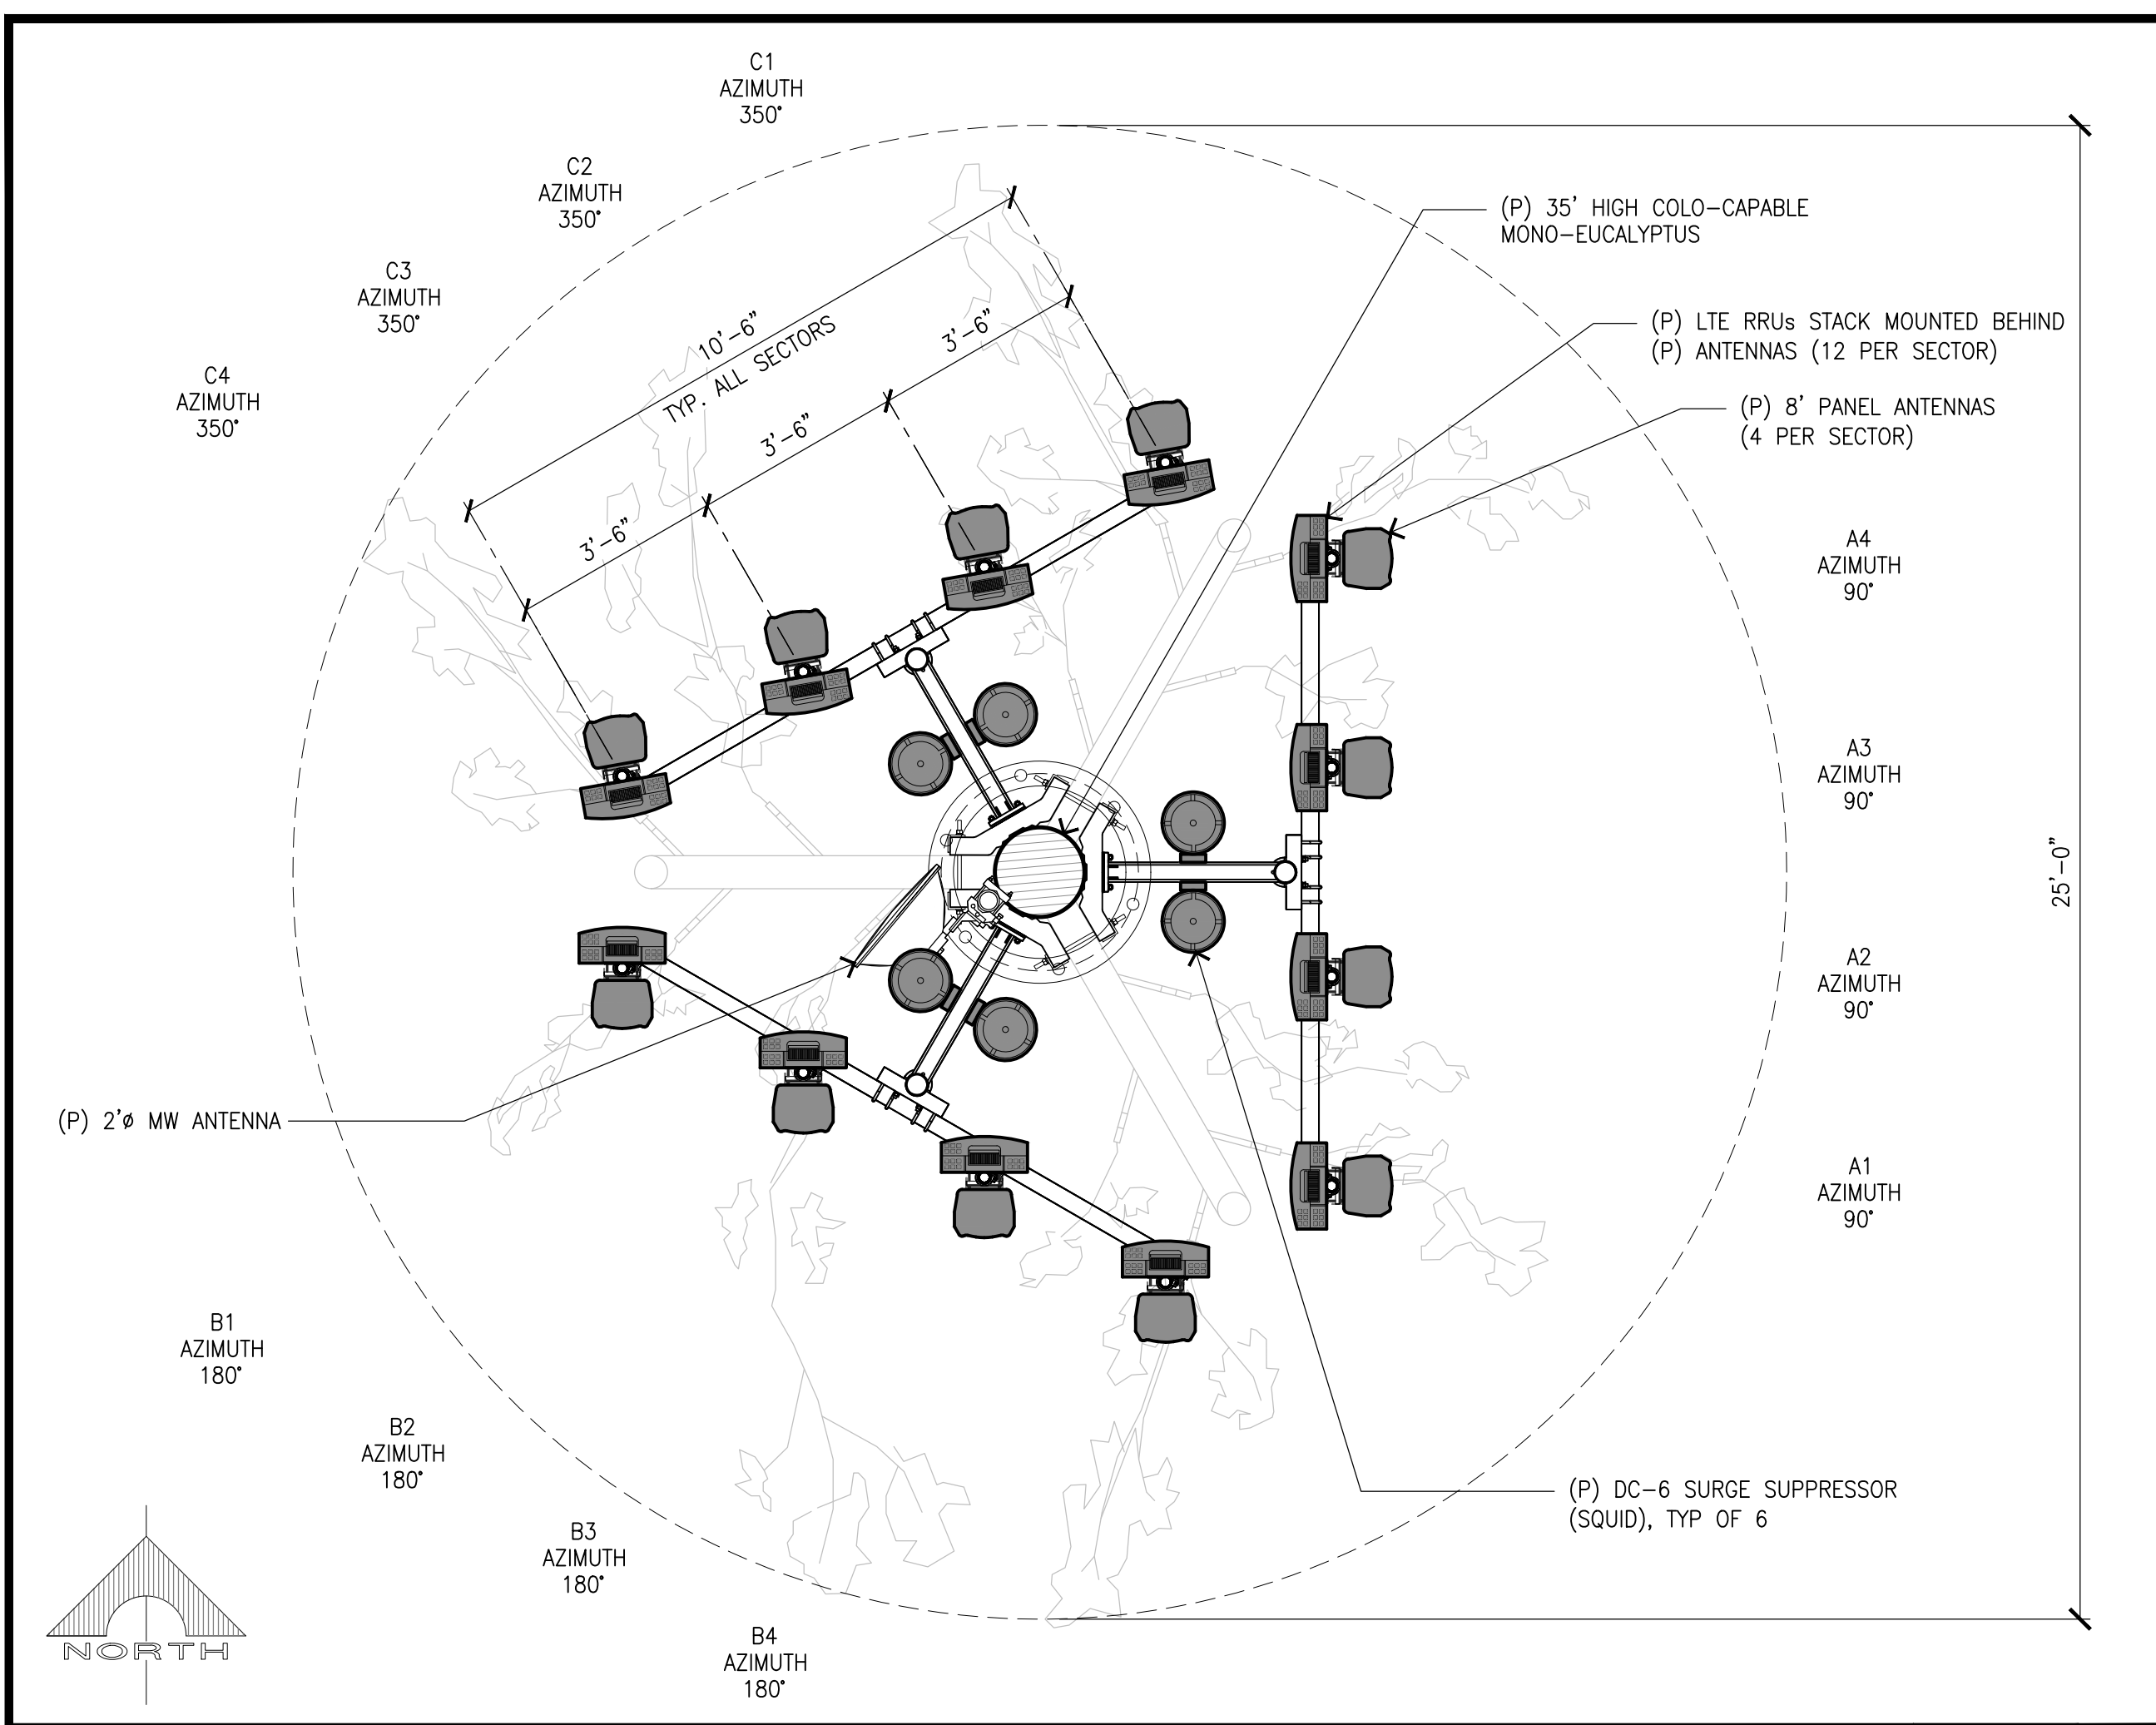 C1
AZIMUTH
350°
C2
AZIMUTH
350°
C3
AZIMUTH
350°
C4
AZIMUTH
350°
10'-6"
TYP. ALL SECTORS
3'-6"
3'-6"
3'-6"
(P) 35' HIGH COLO-CAPABLE
MONO-EUCALYPTUS
(P) LTE RRUs STACK MOUNTED BEHIND
(P) ANTENNAS (12 PER SECTOR)
(P) 8' PANEL ANTENNAS
(4 PER SECTOR)
A4
AZIMUTH
90°
A3
AZIMUTH
90°
25'-0"
A2
AZIMUTH
90°
A1
AZIMUTH
90°
(P) 2'ø MW ANTENNA
B1
AZIMUTH
180°
B2
AZIMUTH
180°
B3
AZIMUTH
180°
B4
AZIMUTH
180°
(P) DC-6 SURGE SUPPRESSOR
(SQUID), TYP OF 6
NORTH